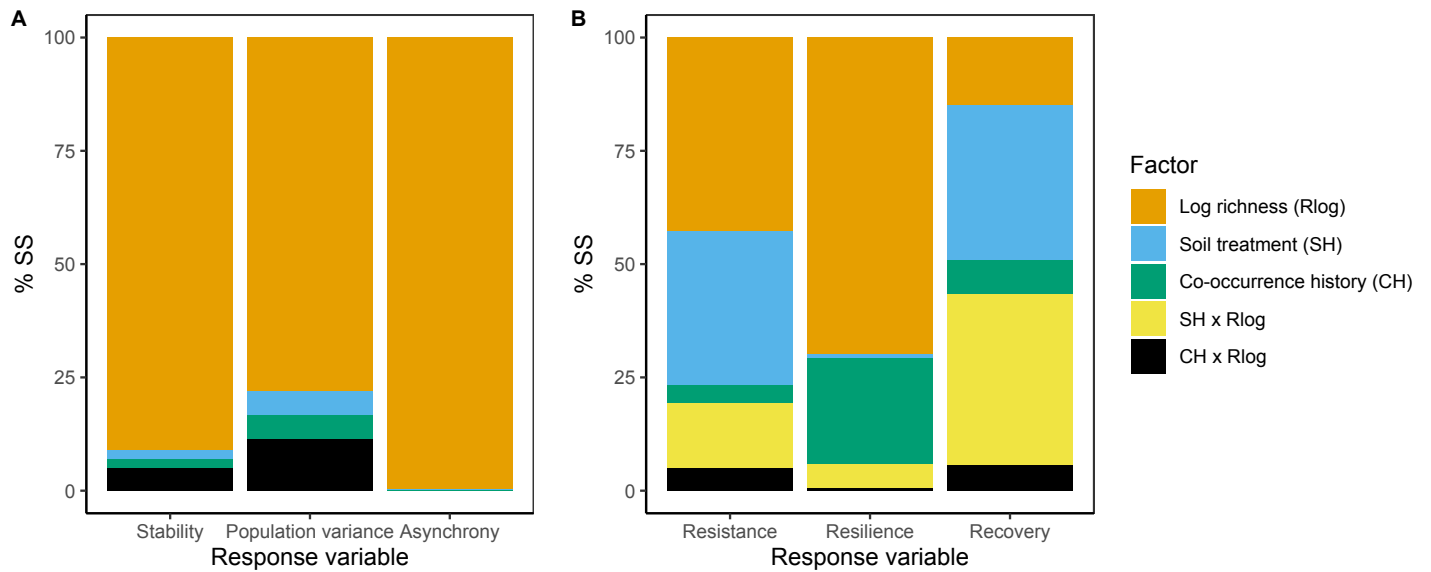 A
100
75
50
25
0
% SS
Stability
Population variance
Asynchrony
Response variable
B
100
75
50
25
0
% SS
Resistance
Resilience
Recovery
Response variable
Factor
Log richness (Rlog)
Soil treatment (SH)
Co-occurrence history (CH)
SH x Rlog
CH x Rlog